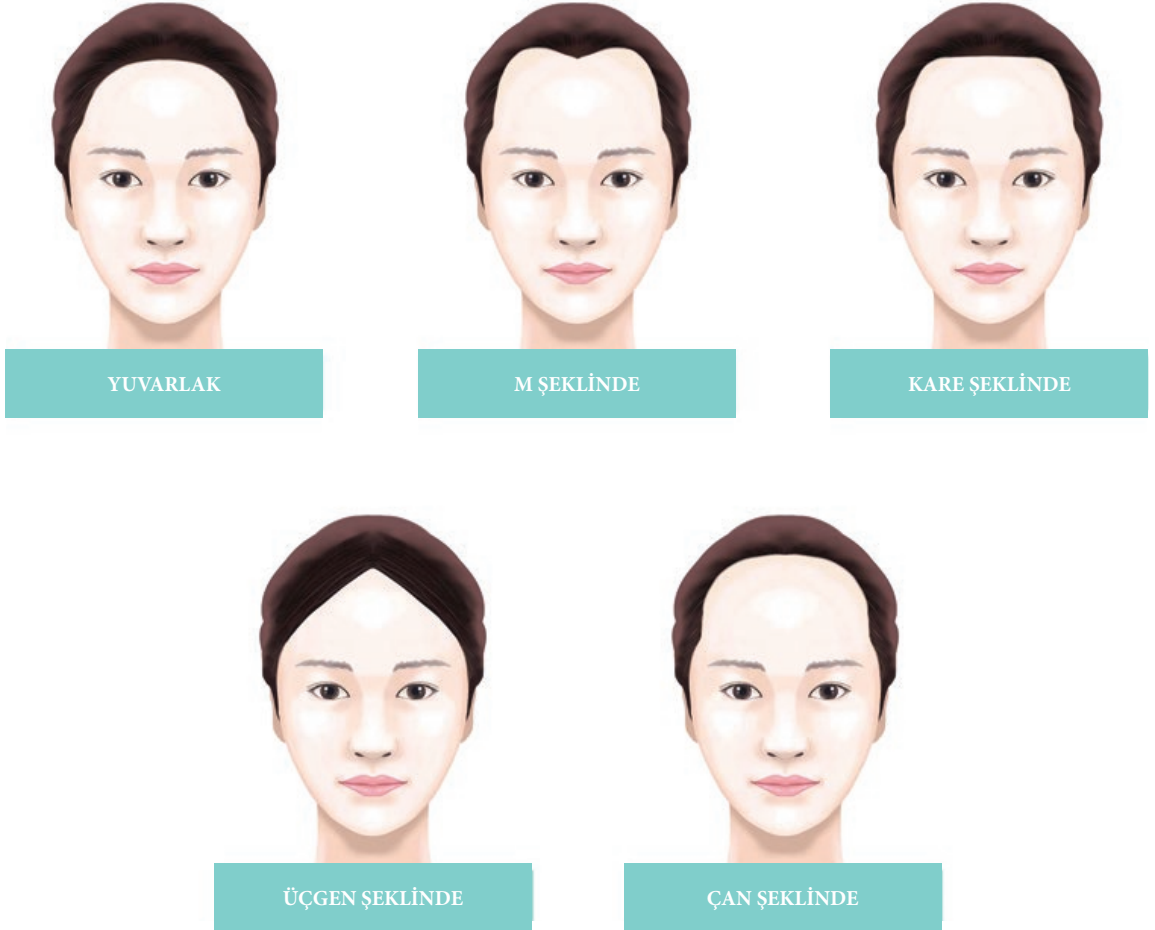 YUVARLAK
M ŞEKLİNDE
KARE ŞEKLİNDE
ÜÇGEN ŞEKLİNDE
ÇAN ŞEKLİNDE